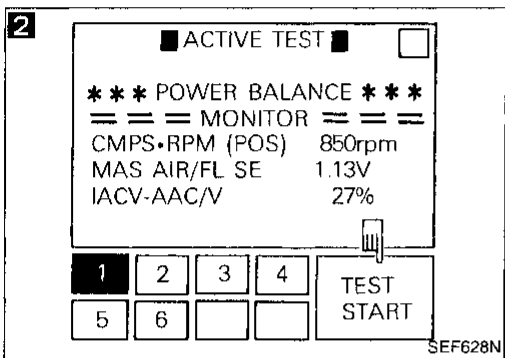 2
■ ACTIVE TEST ■
*** POWER BALANCE ***
=== MONITOR ===
CMPS•RPM (POS) 850rpm
MAS AIR/FL SE 1.13V
IACV-AAC/V 27%
1 2 3 4
TEST
START
5 6
SEF628N